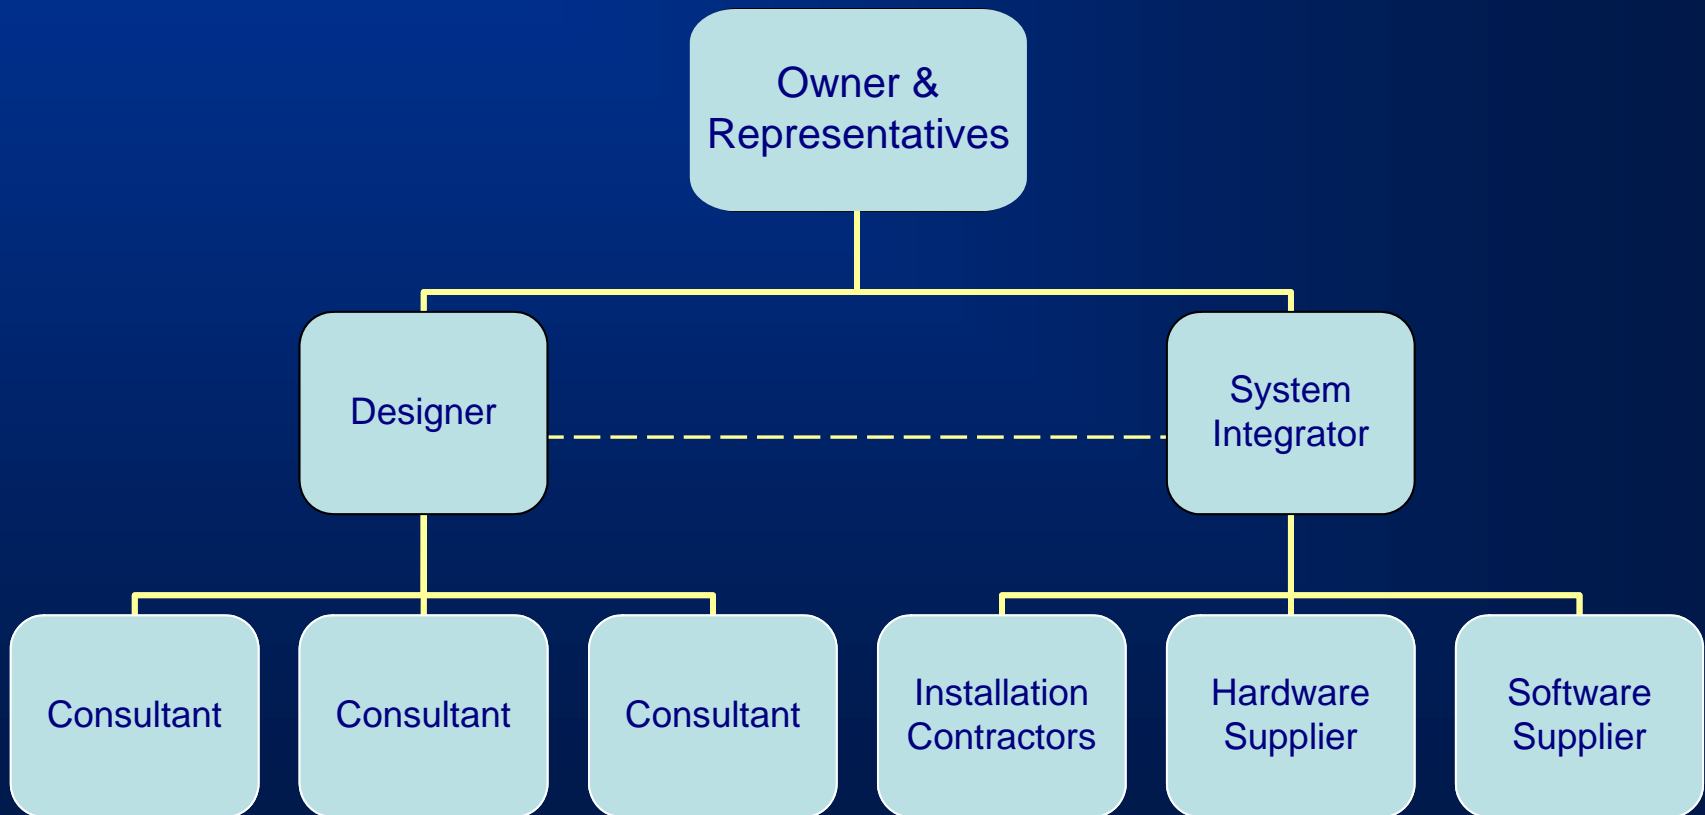 Owner &
Representatives
Designer
System
Integrator
Consultant
Consultant
Consultant
Installation
Contractors
Hardware
Supplier
Software
Supplier